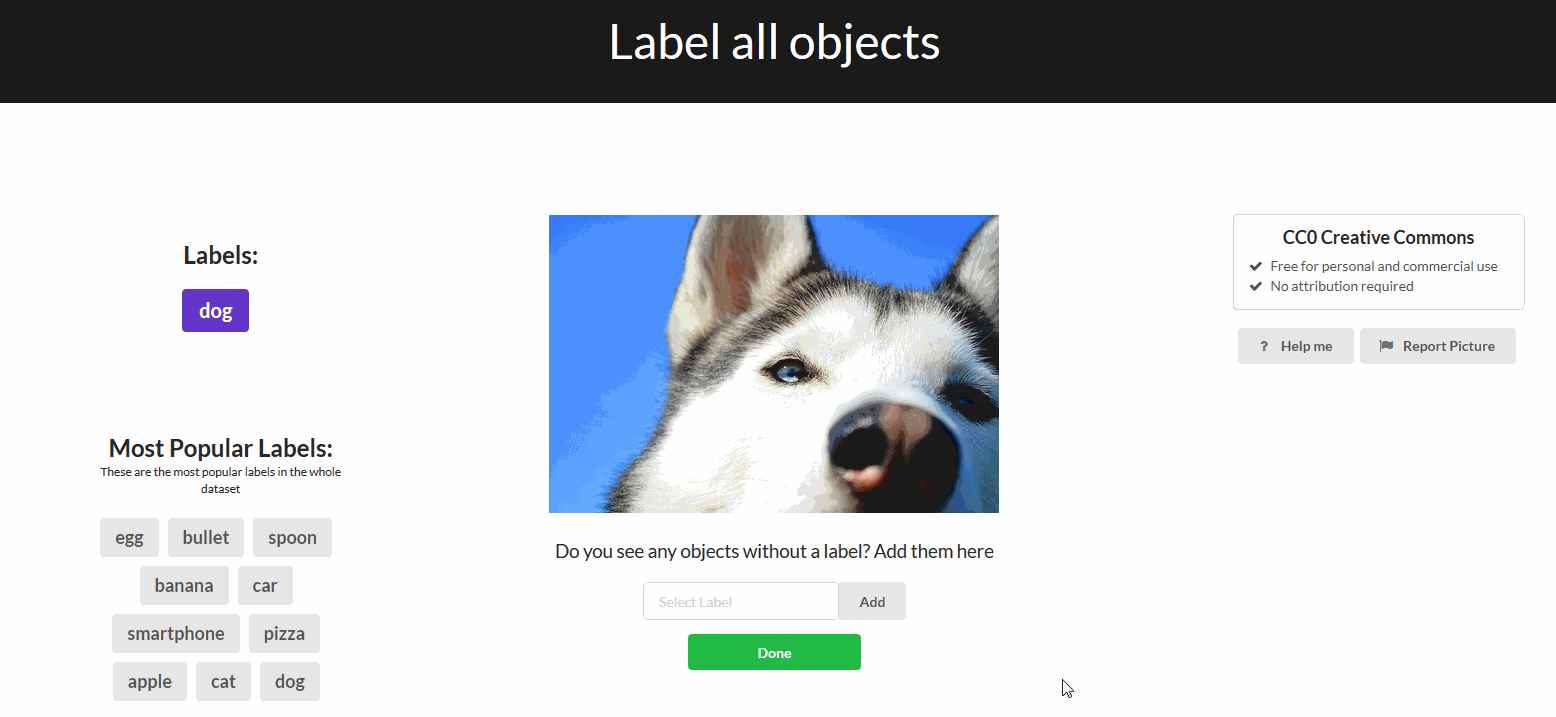 Label all objects
Labels:
dog
Most Popular Labels:
These are the most popular labels in the whole
dataset
egg bullet spoon
banana car
smartphone pizza
apple cat dog
Do you see any objects without a label? Add them here
Select Label Add
Done
CC0 Creative Commons
Free for personal and commercial use
No attribution required
? Help me Report Picture